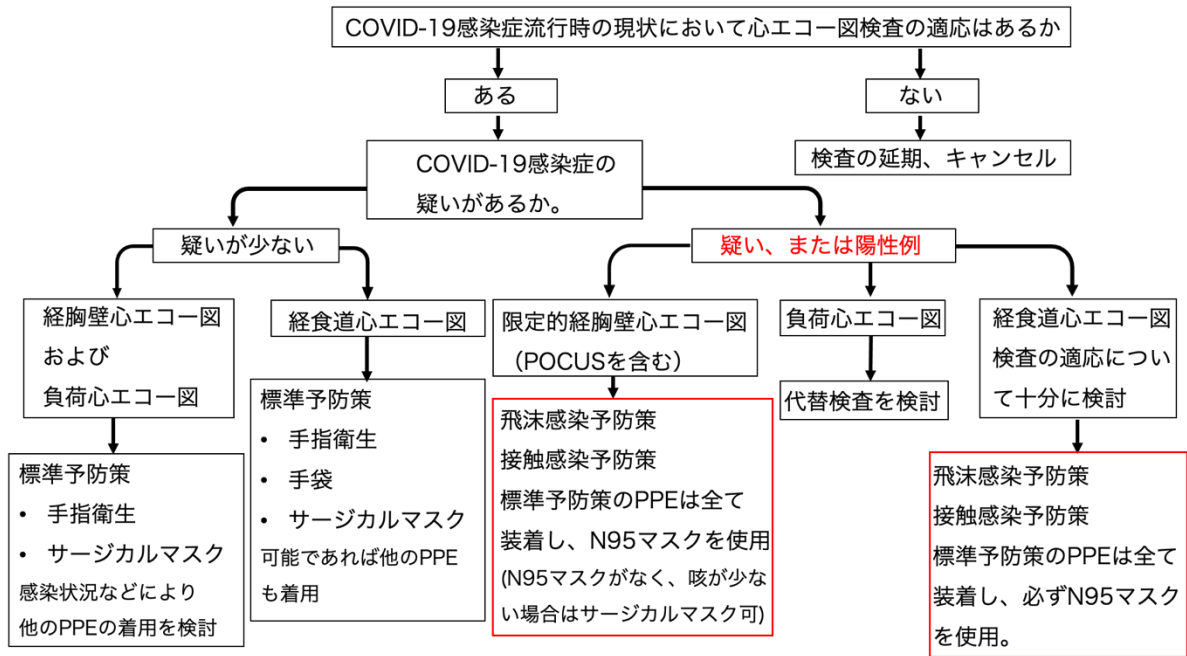 COVID-19感染症流行時の現状において心エコー図検査の適応はあるか
ある
ない
検査の延期、キャンセル
COVID-19感染症の
疑いがあるか。
疑いが少ない
疑い、または陽性例
経胸壁心エコー図
および
負荷心エコー図
経食道心エコー図
限定的経胸壁心エコー図
（POCUSを含む）
負荷心エコー図
経食道心エコー図
検査の適応につい
て十分に検討
代替検査を検討
標準予防策
• 手指衛生
• サージカルマスク
感染状況などにより
他のPPEの着用を検討
標準予防策
• 手指衛生
• 手袋
• サージカルマスク
可能であれば他のPPE
も着用
飛沫感染予防策
接触感染予防策
標準予防策のPPEは全て
装着し、N95マスクを使用
(N95マスクがなく、咳が少な
い場合はサージカルマスク可)
飛沫感染予防策
接触感染予防策
標準予防策のPPEは全て
装着し、必ずN95マスク
を使用。